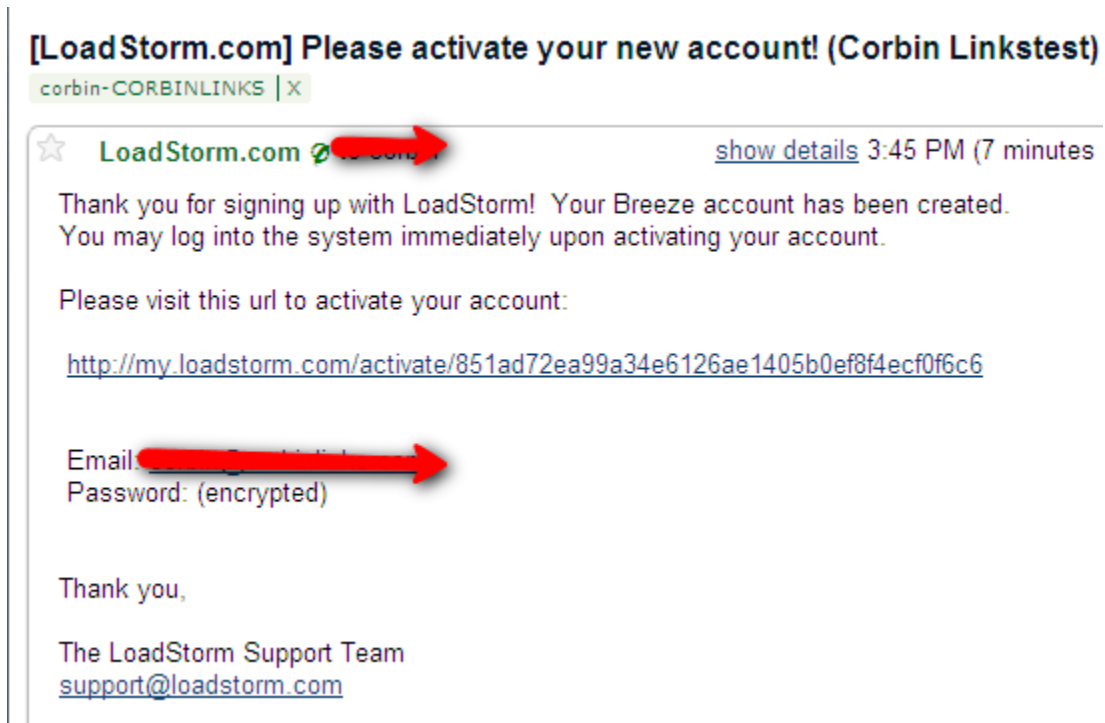 [LoadStorm.com] Please activate your new account! (Corbin Linkstest)
corbin-CORBINLINKS | X
LoadStorm.com show details 3:45 PM (7 minutes
Thank you for signing up with LoadStorm! Your Breeze account has been created.
You may log into the system immediately upon activating your account.
Please visit this url to activate your account:
http://my.loadstorm.com/activate/851ad72ea99a34e6126ae1405b0ef8f4ecf0f6c6
Email:
Password: (encrypted)
Thank you,
The LoadStorm Support Team
support@loadstorm.com